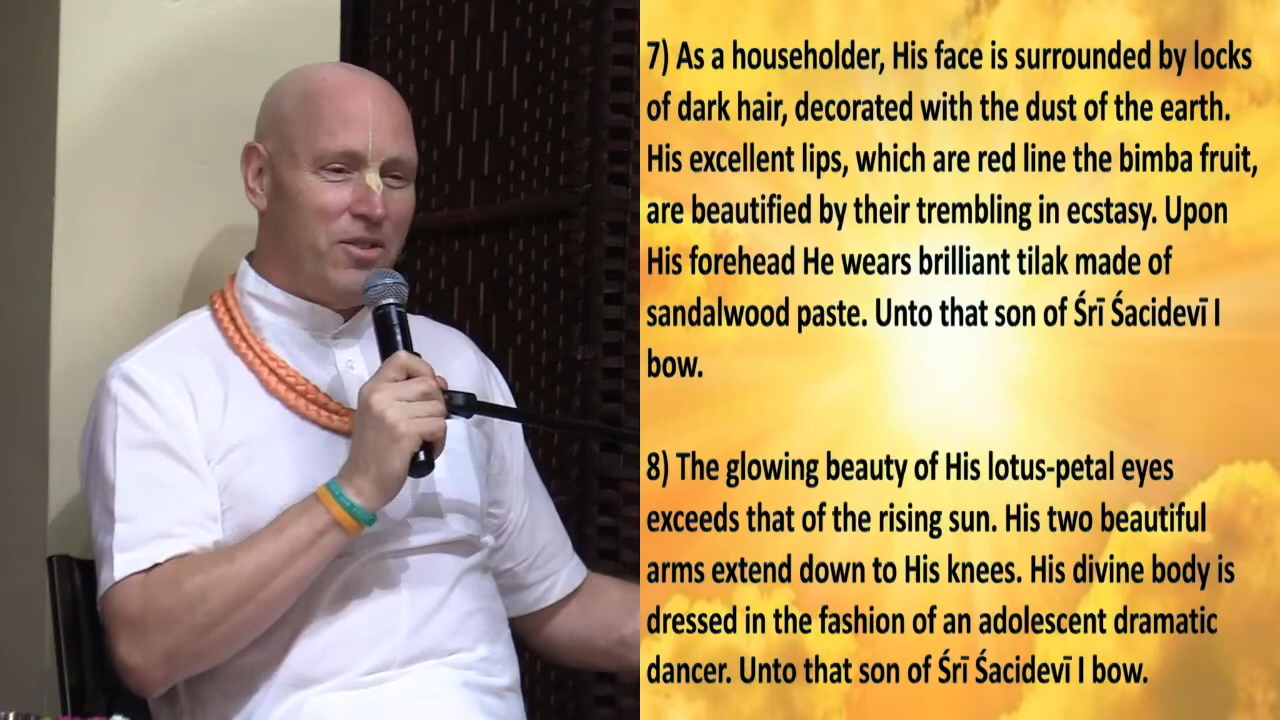 7) As a householder, His face is surrounded by locks
of dark hair, decorated with the dust of the earth.
His excellent lips, which are red line the bimba fruit,
are beautified by their trembling in ecstasy. Upon
His forehead He wears brilliant tilak made of
sandalwood paste. Unto that son of Śrī Śacidevī I
bow.
8) The glowing beauty of His lotus-petal eyes
exceeds that of the rising sun. His two beautiful
arms extend down to His knees. His divine body is
dressed in the fashion of an adolescent dramatic
dancer. Unto that son of Śrī Śacidevī I bow.